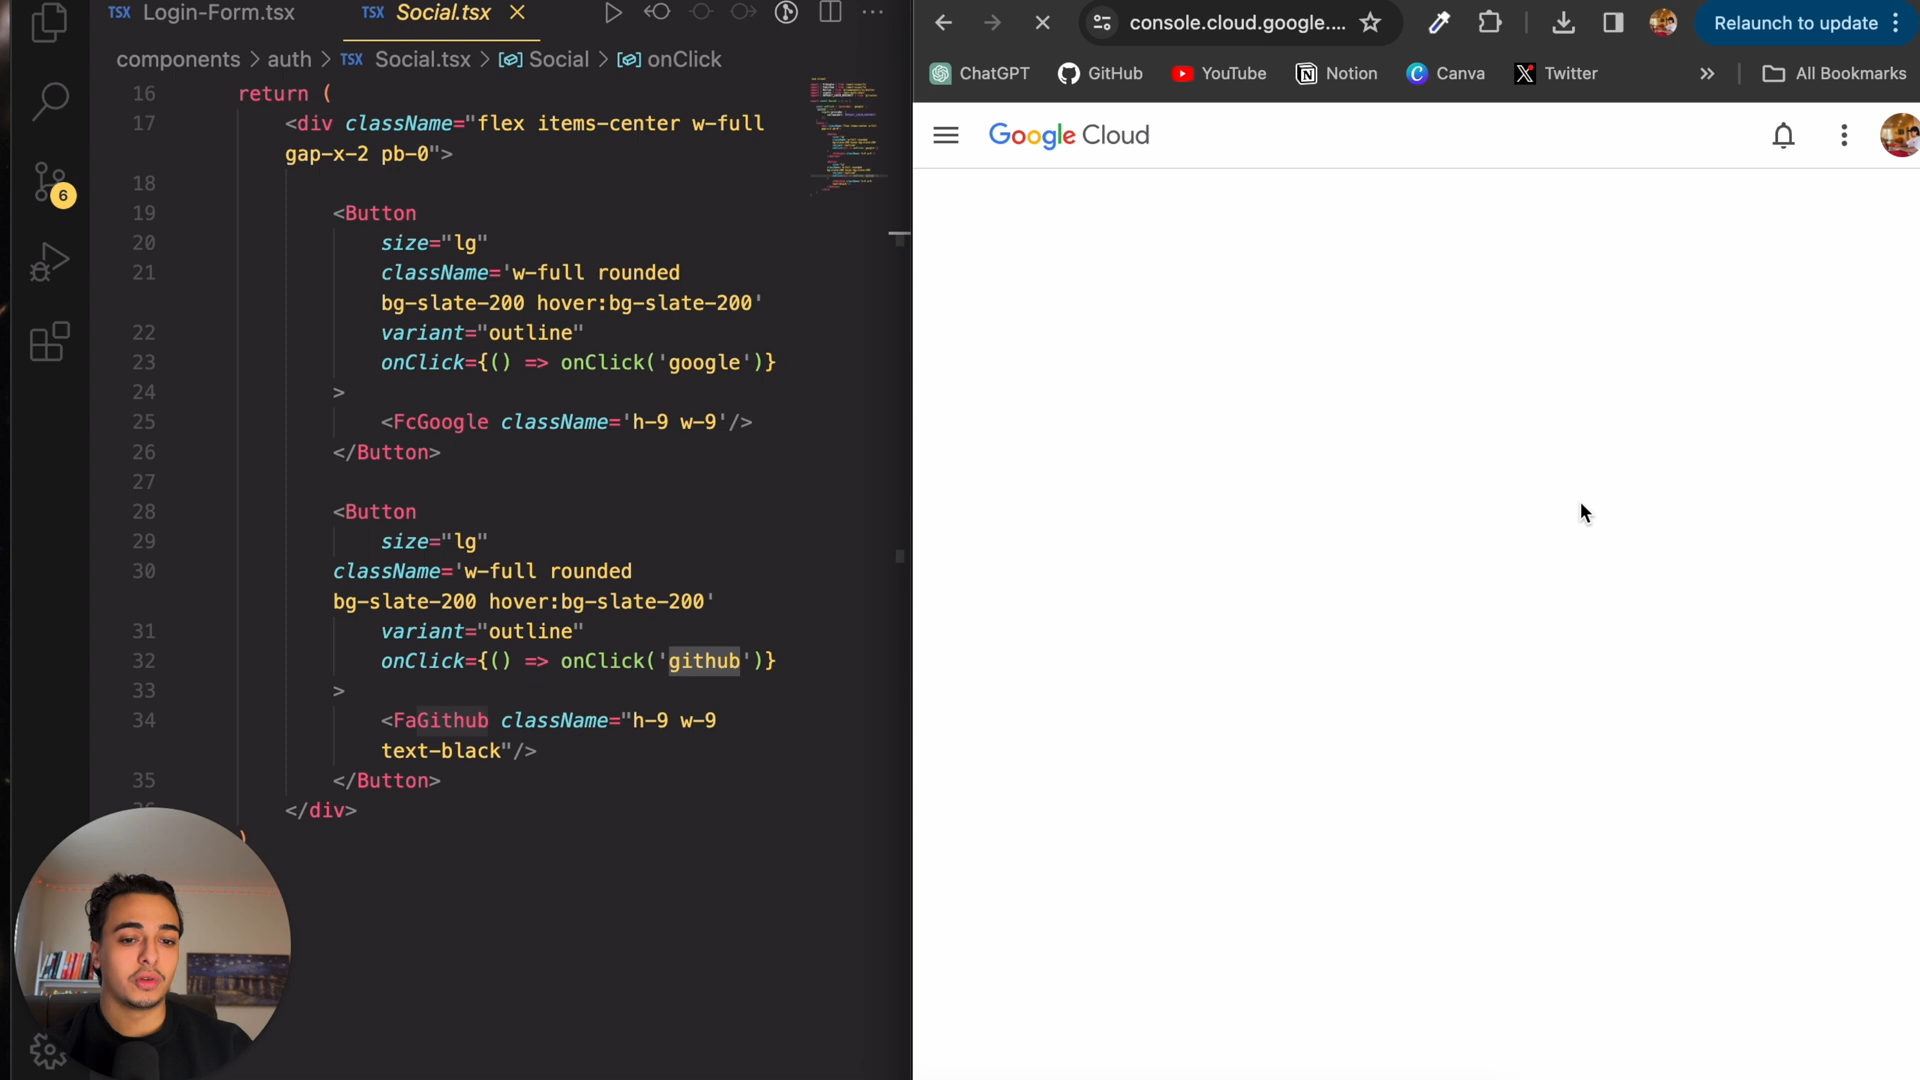 TSX Login-Form.tsx
TSX Social.tsx
components > auth > TSX Social.tsx > Social > onClick
16 return (
17 <div className="flex items-center w-full
gap-x-2 pb-0">
18
19 <Button
20 size="lg"
21 className='w-full rounded
bg-slate-200 hover:bg-slate-200'
22 variant="outline"
23 onClick={() => onClick('google')}
24 >
25 <FcGoogle className='h-9 w-9'/>
26 </Button>
27
28 <Button
29 size="lg"
30 className='w-full rounded
bg-slate-200 hover:bg-slate-200'
31 variant="outline"
32 onClick={() => onClick('github')}
33 >
34 <FaGithub className="h-9 w-9
text-black"/>
35 </Button>
</div>
)
6
console.cloud.google....
Relaunch to update
ChatGPT
GitHub
YouTube
Notion
Canva
Twitter
All Bookmarks
Google Cloud